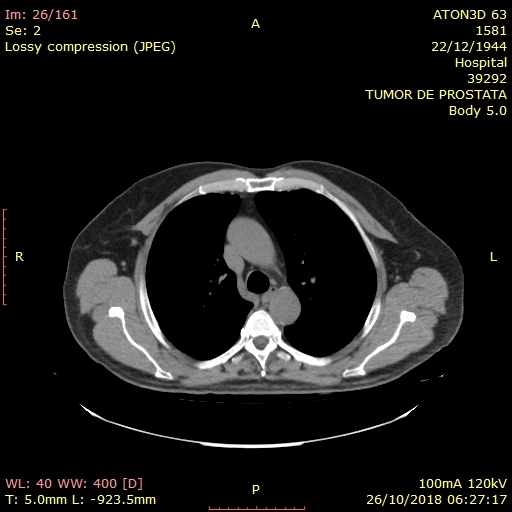 Im: 26/161
Se: 2
Lossy compression (JPEG)
A
ATON3D 63
1581
22/12/1944
Hospital
39292
TUMOR DE PROSTATA
Body 5.0
R
L
WL: 40 WW: 400 [D]
T: 5.0mm L: -923.5mm
P
100mA 120kV
26/10/2018 06:27:17